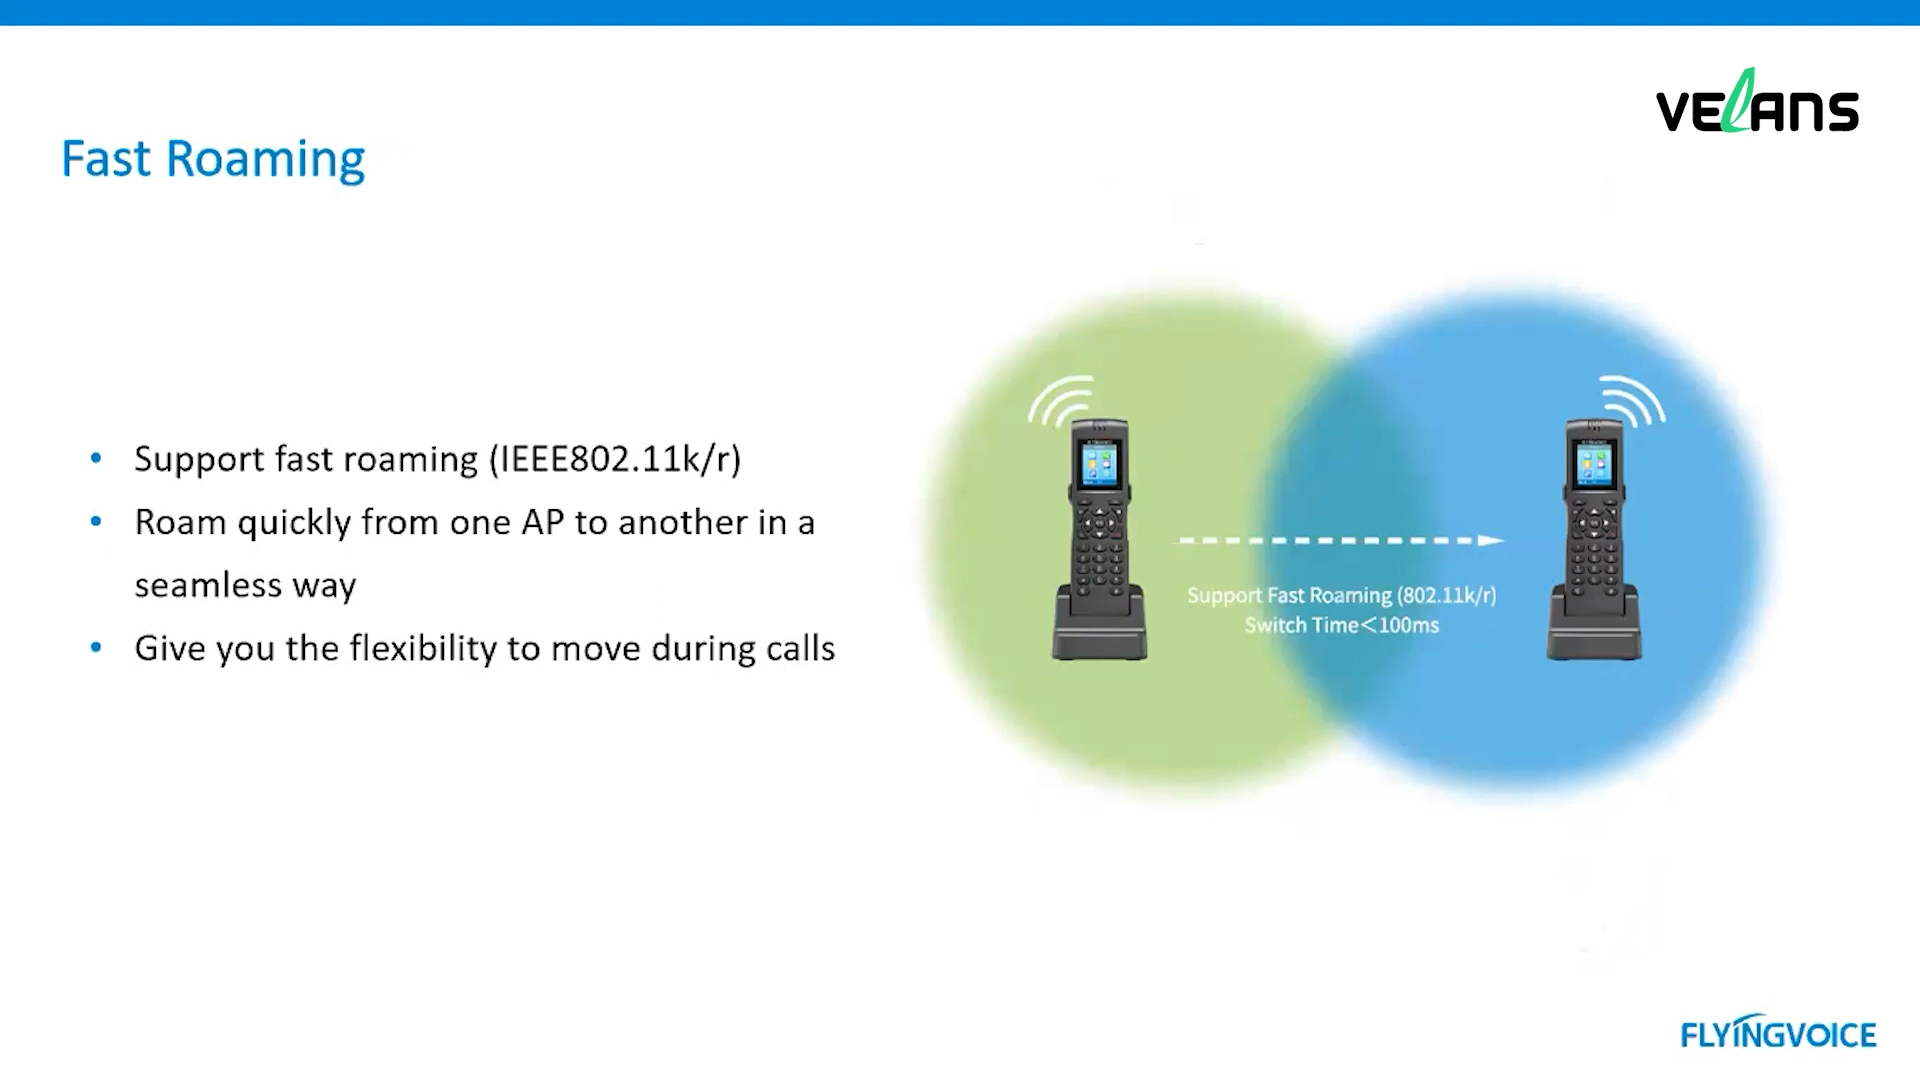 VELANS
Fast Roaming
• Support fast roaming (IEEE802.11k/r)
• Roam quickly from one AP to another in a
seamless way
• Give you the flexibility to move during calls
Support Fast Roaming (802.11k/r)
Switch Time<100ms
FLYINGVOICE